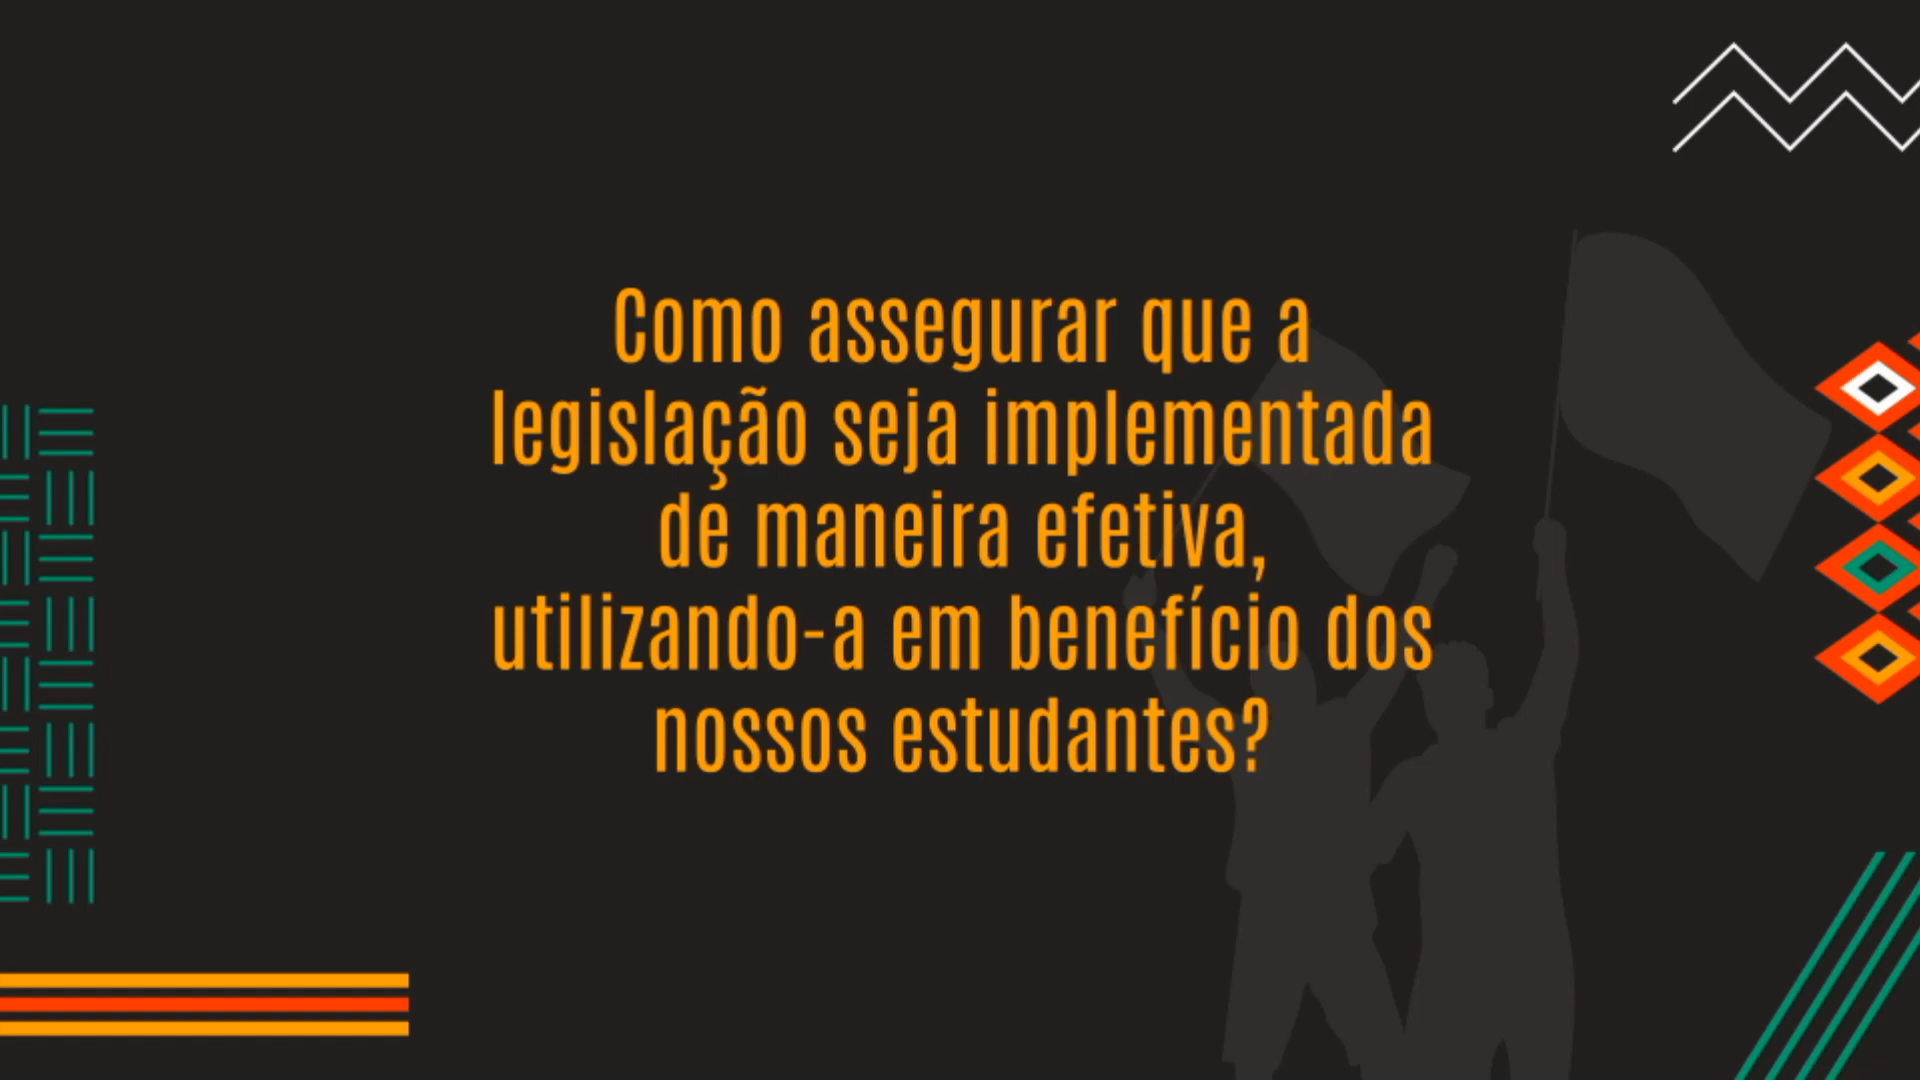 Como assegurar que a
legislação seja implementada
de maneira efetiva,
utilizando-a em benefício dos
nossos estudantes?